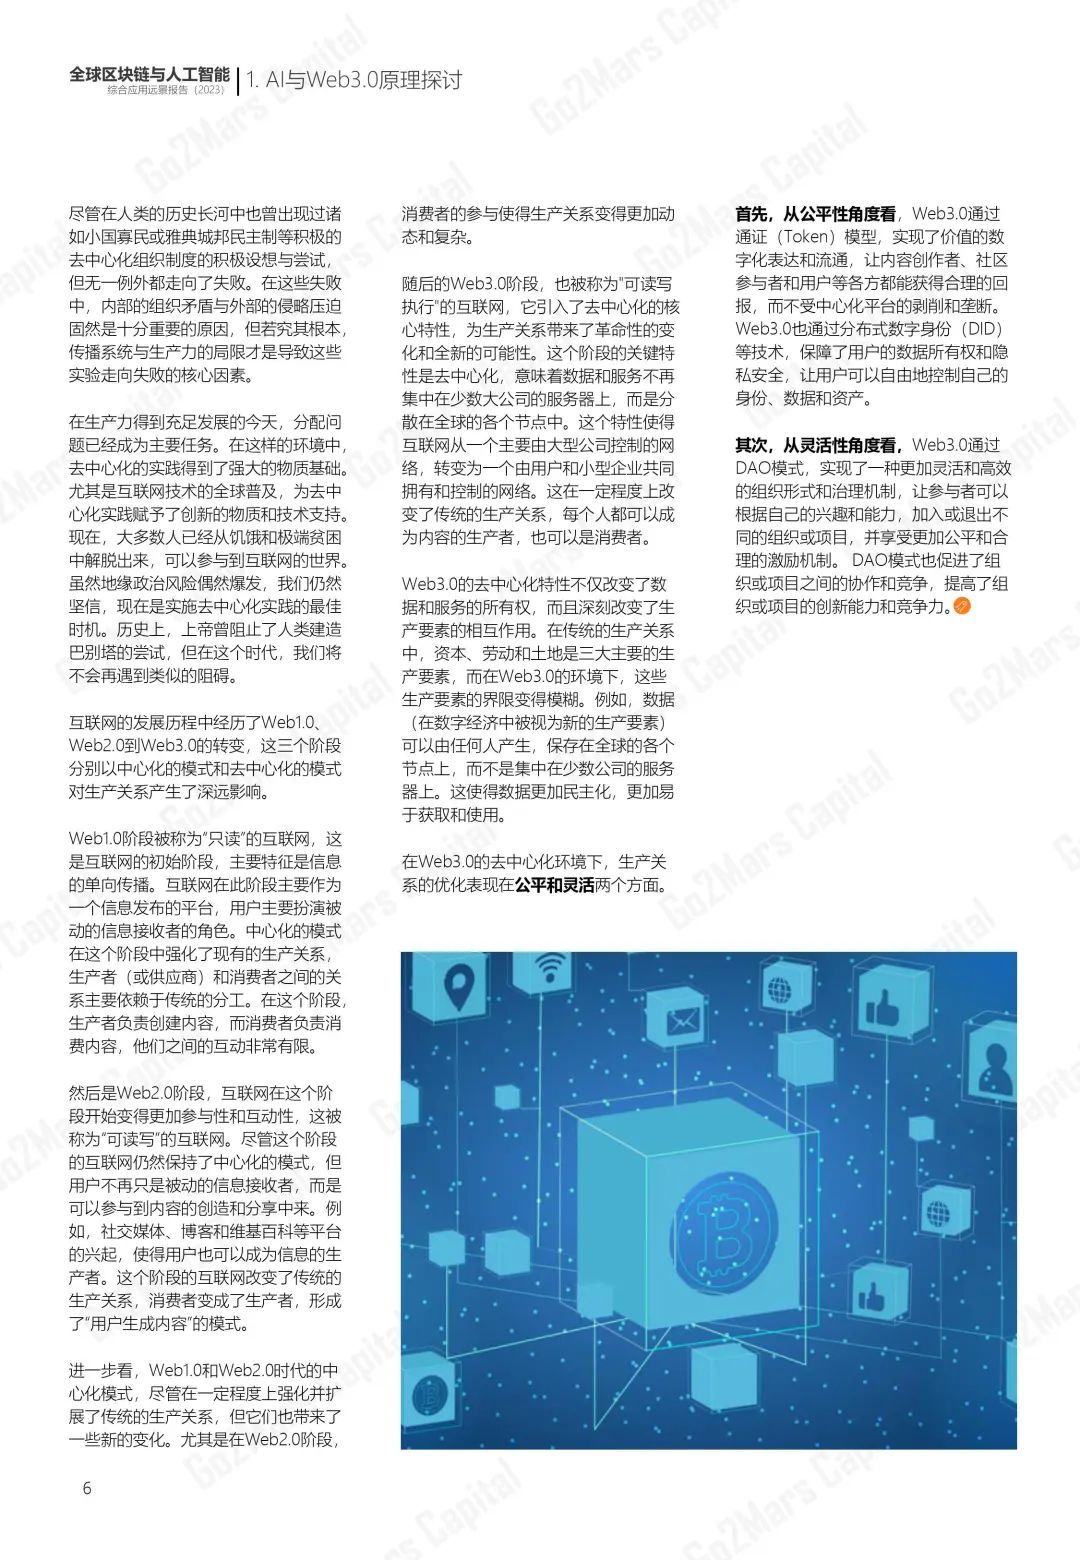 全球区块链与人工智能
综合应用远景报告（2023）
1. AI与Web3.0原理探讨
尽管在人类的历史长河中也曾出现过诸
如小国寡民或雅典城邦民主制等积极的
去中心化组织制度的积极设想与尝试，
但无一例外都走向了失败。在这些失败
中，内部的组织矛盾与外部的侵略压迫
固然是十分重要的原因，但若究其根本，
传播系统与生产力的局限才是导致这些
实验走向失败的核心因素。
在生产力得到充足发展的今天，分配问
题已经成为主要任务。在这样的环境中，
去中心化的实践得到了强大的物质基础。
尤其是互联网技术的全球普及，为去中
心化实践赋予了创新的物质和技术支持。
现在，大多数人已经从饥饿和极端贫困
中解脱出来，可以参与到互联网的世界。
虽然地缘政治风险偶然爆发，我们仍然
坚信，现在是实施去中心化实践的最佳
时机。历史上，上帝曾阻止了人类建造
巴别塔的尝试，但在这个时代，我们将
不会再遇到类似的阻碍。
互联网的发展历程中经历了Web1.0、
Web2.0到Web3.0的转变，这三个阶段
分别以中心化的模式和去中心化的模式
对生产关系产生了深远影响。
Web1.0阶段被称为“只读”的互联网，这
是互联网的初始阶段，主要特征是信息
的单向传播。互联网在此阶段主要作为
一个信息发布的平台，用户主要扮演被
动的信息接收者的角色。中心化的模式
在这个阶段中强化了现有的生产关系，
生产者（或供应商）和消费者之间的关
系主要依赖于传统的分工。在这个阶段，
生产者负责创建内容，而消费者负责消
费内容，他们之间的互动非常有限。
然后是Web2.0阶段，互联网在这个阶
段开始变得更加参与性和互动性，这被
称为“可读写”的互联网。尽管这个阶段
的互联网仍然保持了中心化的模式，但
用户不再只是被动的信息接收者，而是
可以参与到内容的创造和分享中来。例
如，社交媒体、博客和维基百科等平台
的兴起，使得用户也可以成为信息的生
产者。这个阶段的互联网改变了传统的
生产关系，消费者变成了生产者，形成
了“用户生成内容”的模式。
进一步看，Web1.0和Web2.0时代的中
心化模式，尽管在一定程度上强化并扩
展了传统的生产关系，但它们也带来了
一些新的变化。尤其是在Web2.0阶段，
消费者的参与使得生产关系变得更加动
态和复杂。
随后的Web3.0阶段，也被称为"可读写
执行"的互联网，它引入了去中心化的核
心特性，为生产关系带来了革命性的变
化和全新的可能性。这个阶段的关键特
性是去中心化，意味着数据和服务不再
集中在少数大公司的服务器上，而是分
散在全球的各个节点中。这个特性使得
互联网从一个主要由大型公司控制的网
络，转变为一个由用户和小型企业共同
拥有和控制的网络。这在一定程度上改
变了传统的生产关系，每个人都可以成
为内容的生产者，也可以是消费者。
Web3.0的去中心化特性不仅改变了数
据和服务的所有权，而且深刻改变了生
产要素的相互作用。在传统的生产关系
中，资本、劳动和土地是三大主要的生
产要素，而在Web3.0的环境下，这些
生产要素的界限变得模糊。例如，数据
（在数字经济中被视为新的生产要素）
可以由任何人产生，保存在全球的各个
节点上，而不是集中在少数公司的服务
器上。这使得数据更加民主化，更加易
于获取和使用。
在Web3.0的去中心化环境下，生产关
系的优化表现在公平和灵活两个方面。
首先，从公平性角度看，Web3.0通过
通证（Token）模型，实现了价值的数
字化表达和流通，让内容创作者、社区
参与者和用户等各方都能获得合理的回
报，而不受中心化平台的剥削和垄断。
Web3.0也通过分布式数字身份（DID）
等技术，保障了用户的数据所有权和隐
私安全，让用户可以自由地控制自己的
身份、数据和资产。
其次，从灵活性角度看，Web3.0通过
DAO模式，实现了一种更加灵活和高效
的组织形式和治理机制，让参与者可以
根据自己的兴趣和能力，加入或退出不
同的组织或项目，并享受更加公平和合
理的激励机制。 DAO模式也促进了组
织或项目之间的协作和竞争，提高了组
织或项目的创新能力和竞争力。
6
Go2Mars Capital